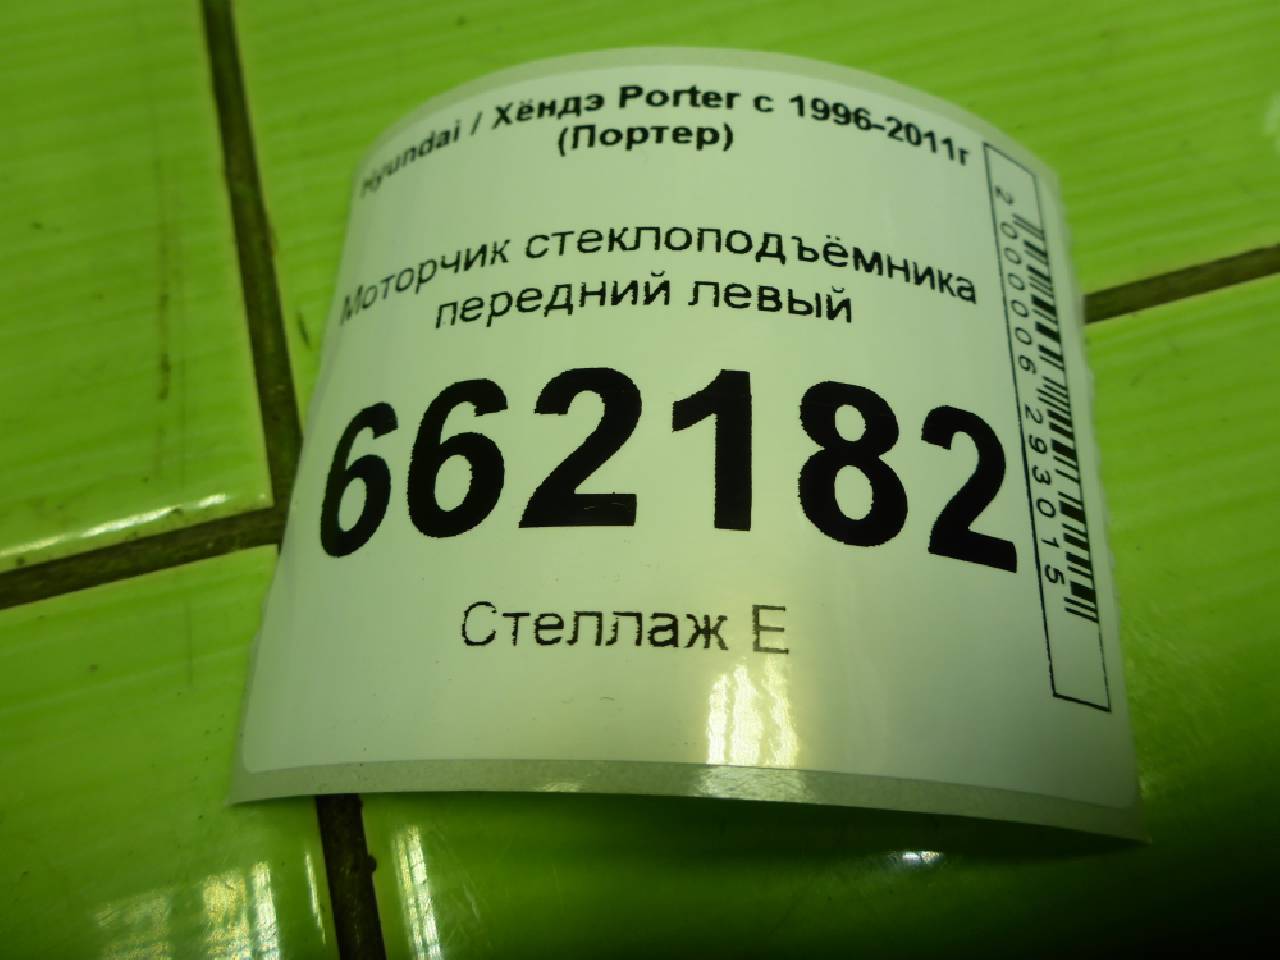 Hyundai / Хёндэ Porter с 1996-2011г
(Портер)
Моторчик стеклоподъёмника
передний левый
662182
Стеллаж Е
2000006293015